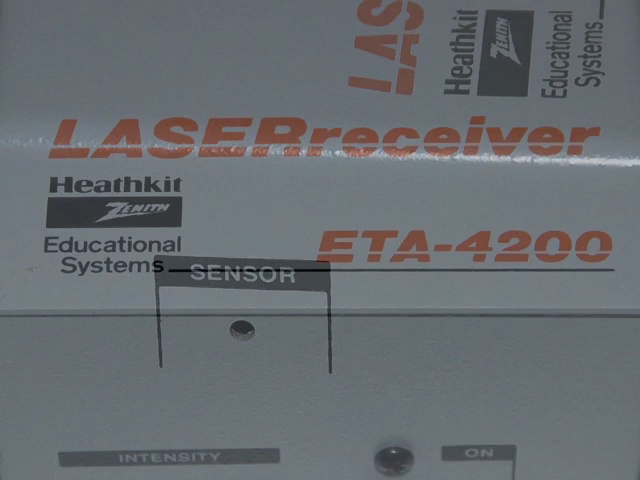 LAS
Heathkit
ZENITH
Educational
Systems
LASERreceiver
Heathkit
ZENITH
Educational
Systems
ETA-4200
SENSOR
INTENSITY
ON